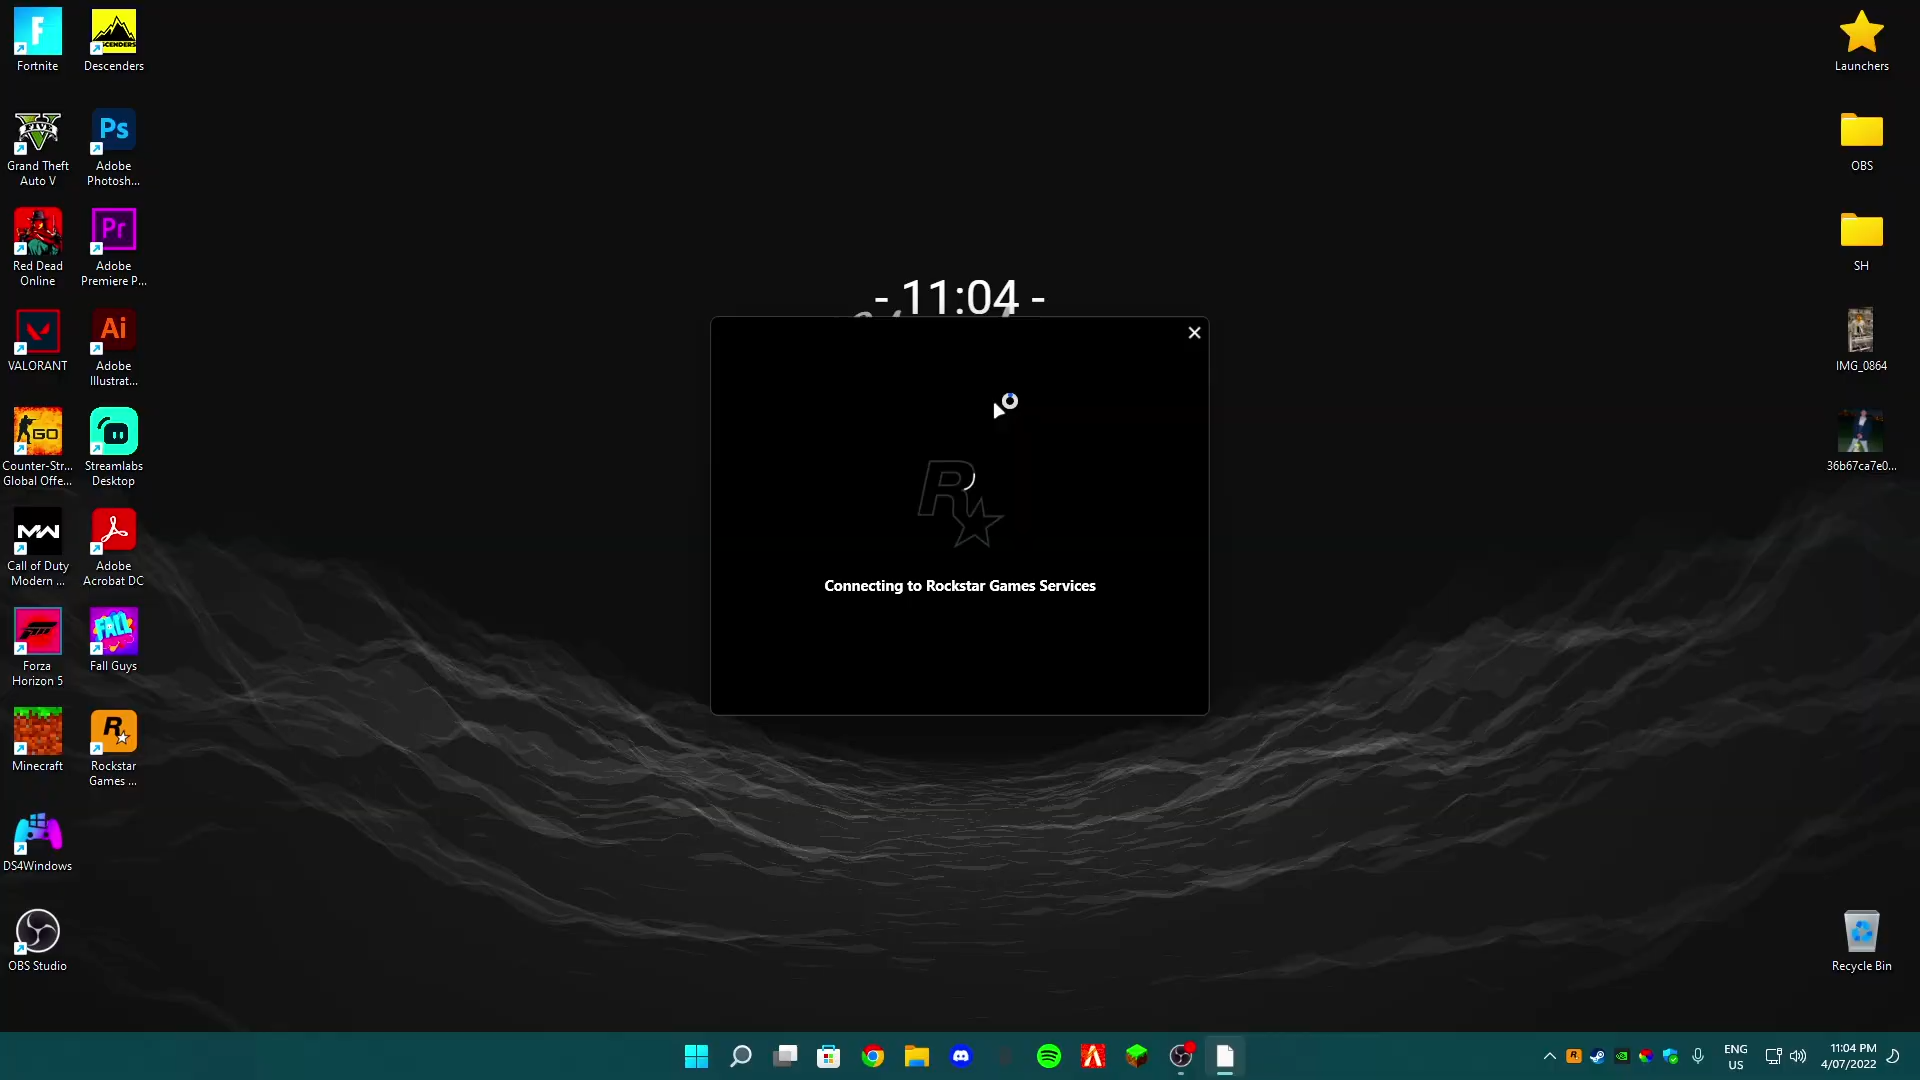 Fortnite
Descenders
Grand Theft
Auto V
Adobe
Photosh...
Red Dead
Online
Adobe
Premiere P...
VALORANT
Adobe
Illustrat...
Counter-Str...
Global Offe...
Streamlabs
Desktop
Call of Duty
Modern ...
Adobe
Acrobat DC
Forza
Horizon 5
Fall Guys
Minecraft
Rockstar
Games ...
DS4Windows
OBS Studio
- 11:04 -
Connecting to Rockstar Games Services
Launchers
OBS
SH
IMG_0864
36b67ca7e0...
Recycle Bin
ENG
US
11:04 PM
4/07/2022